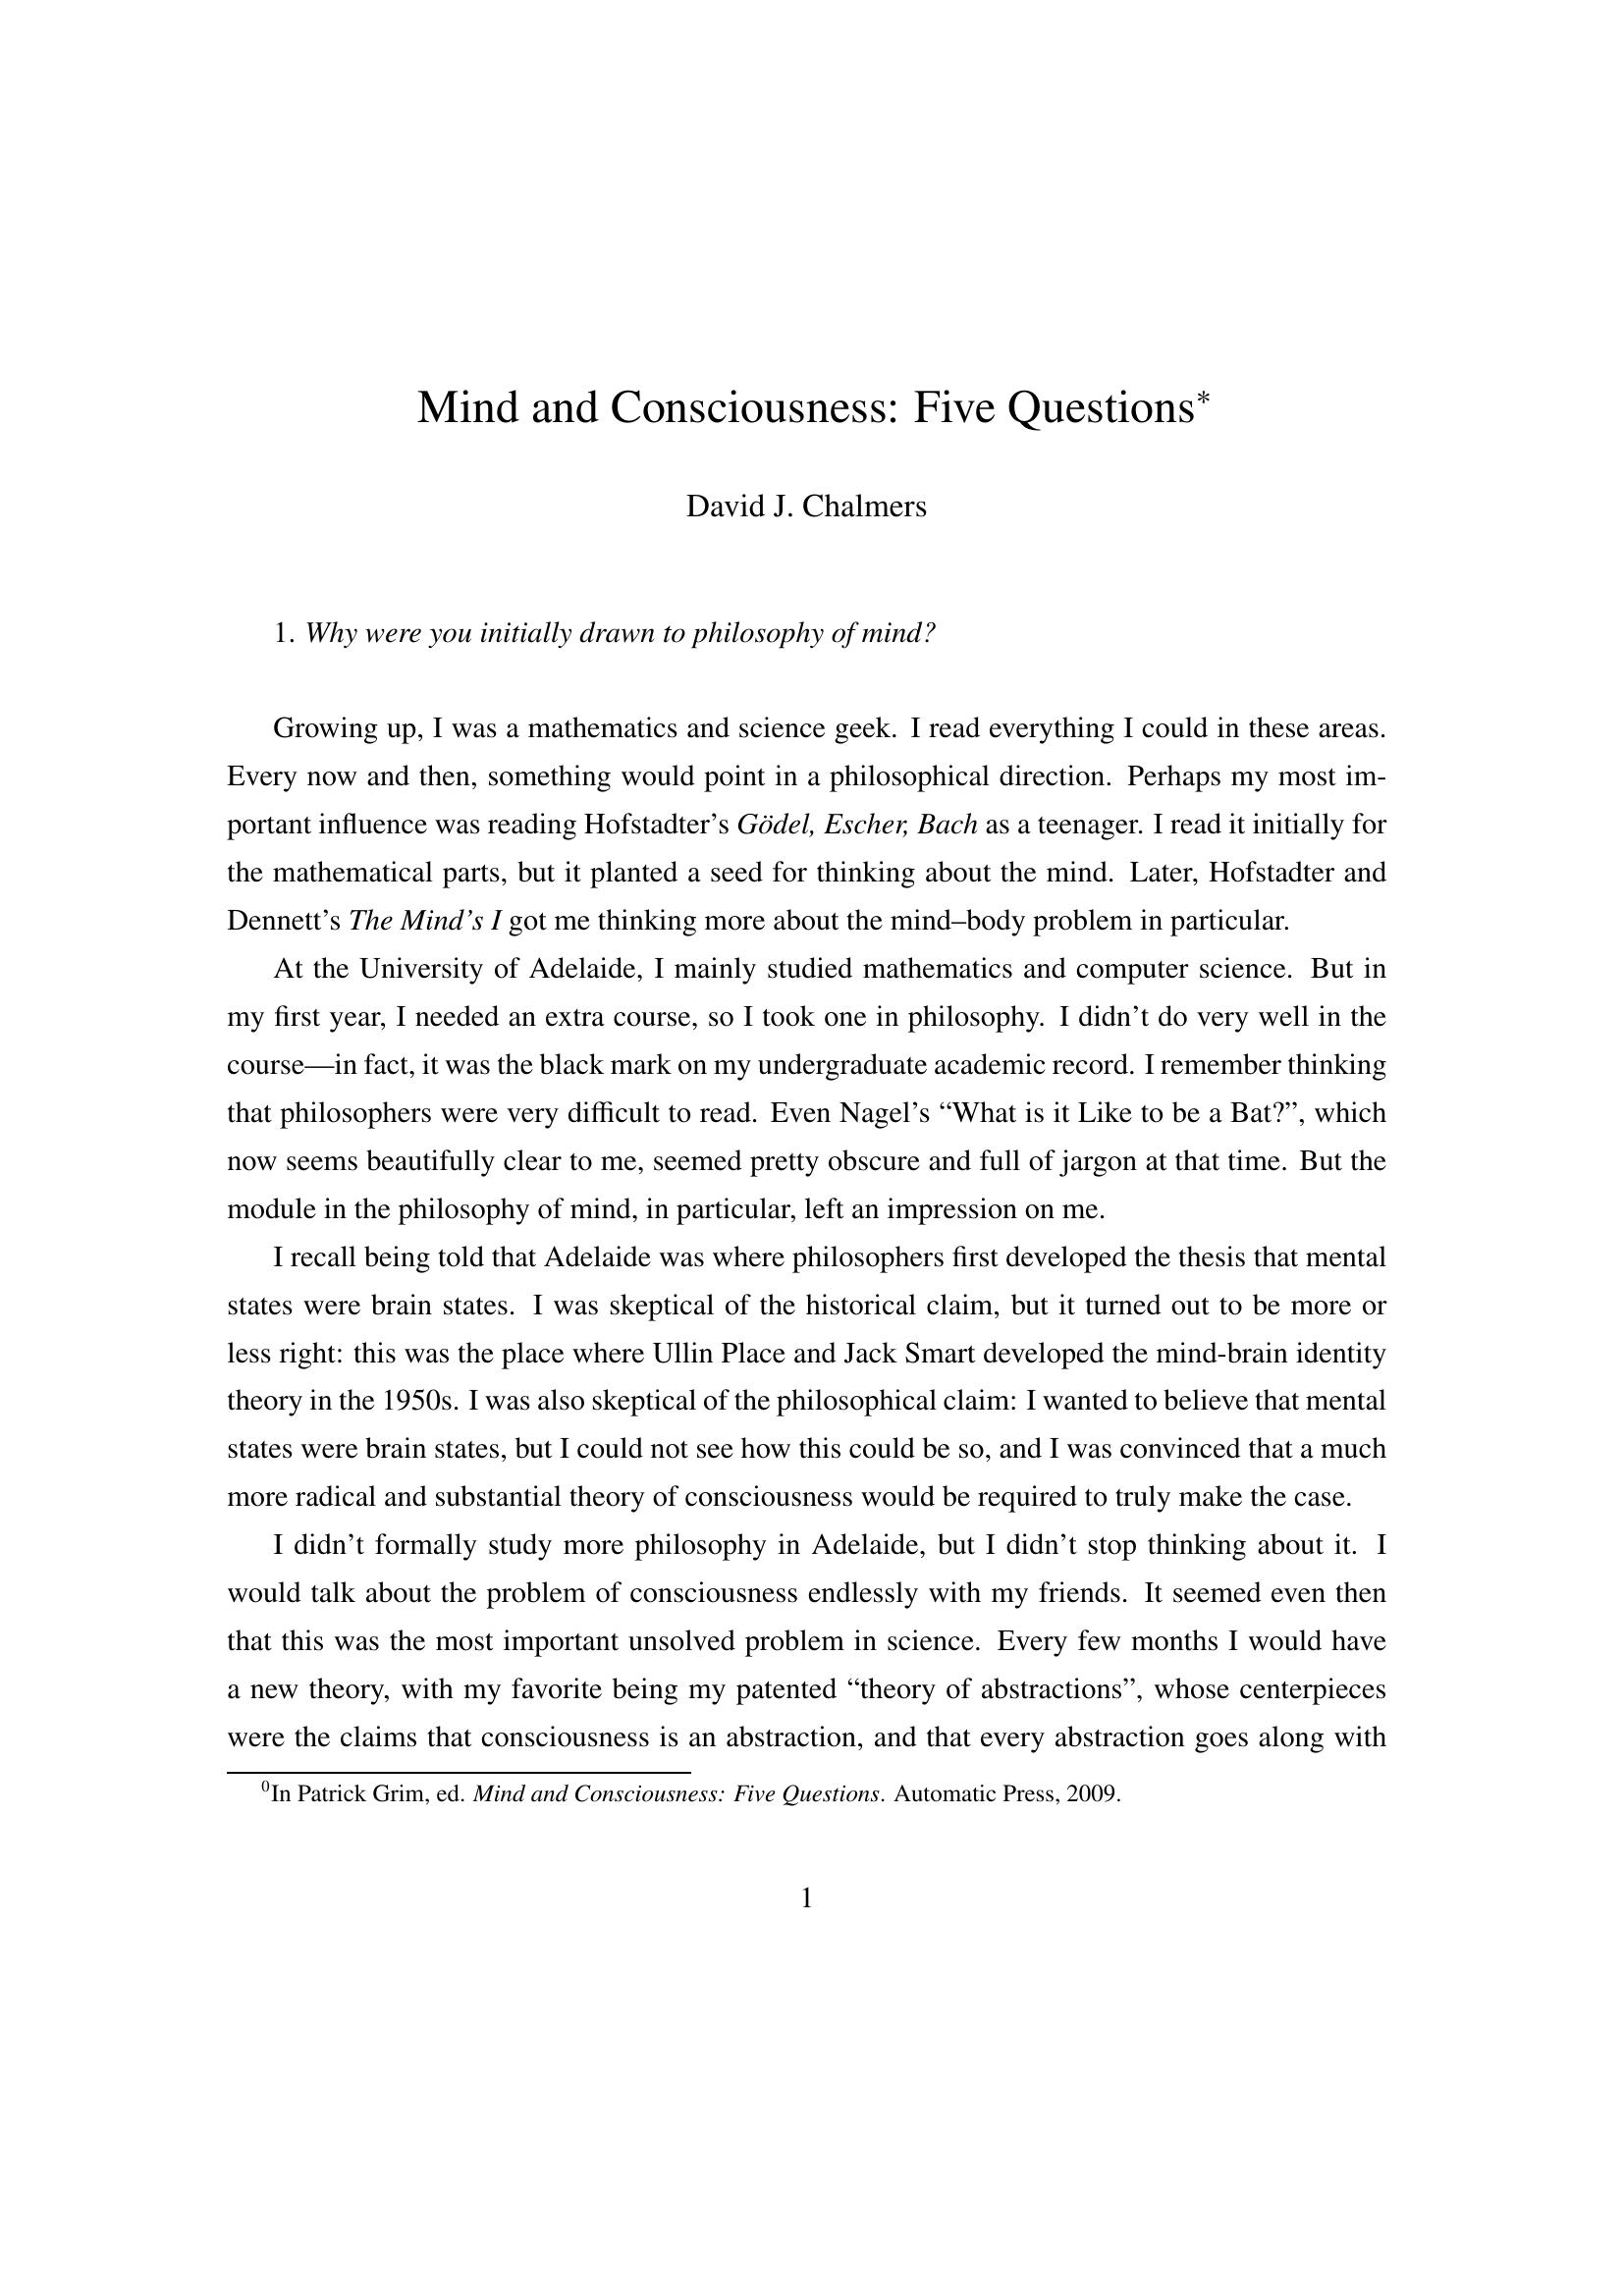 Mind and Consciousness: Five Questions*
David J. Chalmers
1. Why were you initially drawn to philosophy of mind?
Growing up, I was a mathematics and science geek. I read everything I could in these areas.
Every now and then, something would point in a philosophical direction. Perhaps my most im-
portant influence was reading Hofstadter's Gödel, Escher, Bach as a teenager. I read it initially for
the mathematical parts, but it planted a seed for thinking about the mind. Later, Hofstadter and
Dennett's The Mind's I got me thinking more about the mind–body problem in particular.
At the University of Adelaide, I mainly studied mathematics and computer science. But in
my first year, I needed an extra course, so I took one in philosophy. I didn't do very well in the
course—in fact, it was the black mark on my undergraduate academic record. I remember thinking
that philosophers were very difficult to read. Even Nagel's “What is it Like to be a Bat?”, which
now seems beautifully clear to me, seemed pretty obscure and full of jargon at that time. But the
module in the philosophy of mind, in particular, left an impression on me.
I recall being told that Adelaide was where philosophers first developed the thesis that mental
states were brain states. I was skeptical of the historical claim, but it turned out to be more or
less right: this was the place where Ullin Place and Jack Smart developed the mind-brain identity
theory in the 1950s. I was also skeptical of the philosophical claim: I wanted to believe that mental
states were brain states, but I could not see how this could be so, and I was convinced that a much
more radical and substantial theory of consciousness would be required to truly make the case.
I didn't formally study more philosophy in Adelaide, but I didn't stop thinking about it. I
would talk about the problem of consciousness endlessly with my friends. It seemed even then
that this was the most important unsolved problem in science. Every few months I would have
a new theory, with my favorite being my patented “theory of abstractions”, whose centerpieces
were the claims that consciousness is an abstraction, and that every abstraction goes along with
0In Patrick Grim, ed. Mind and Consciousness: Five Questions. Automatic Press, 2009.
1